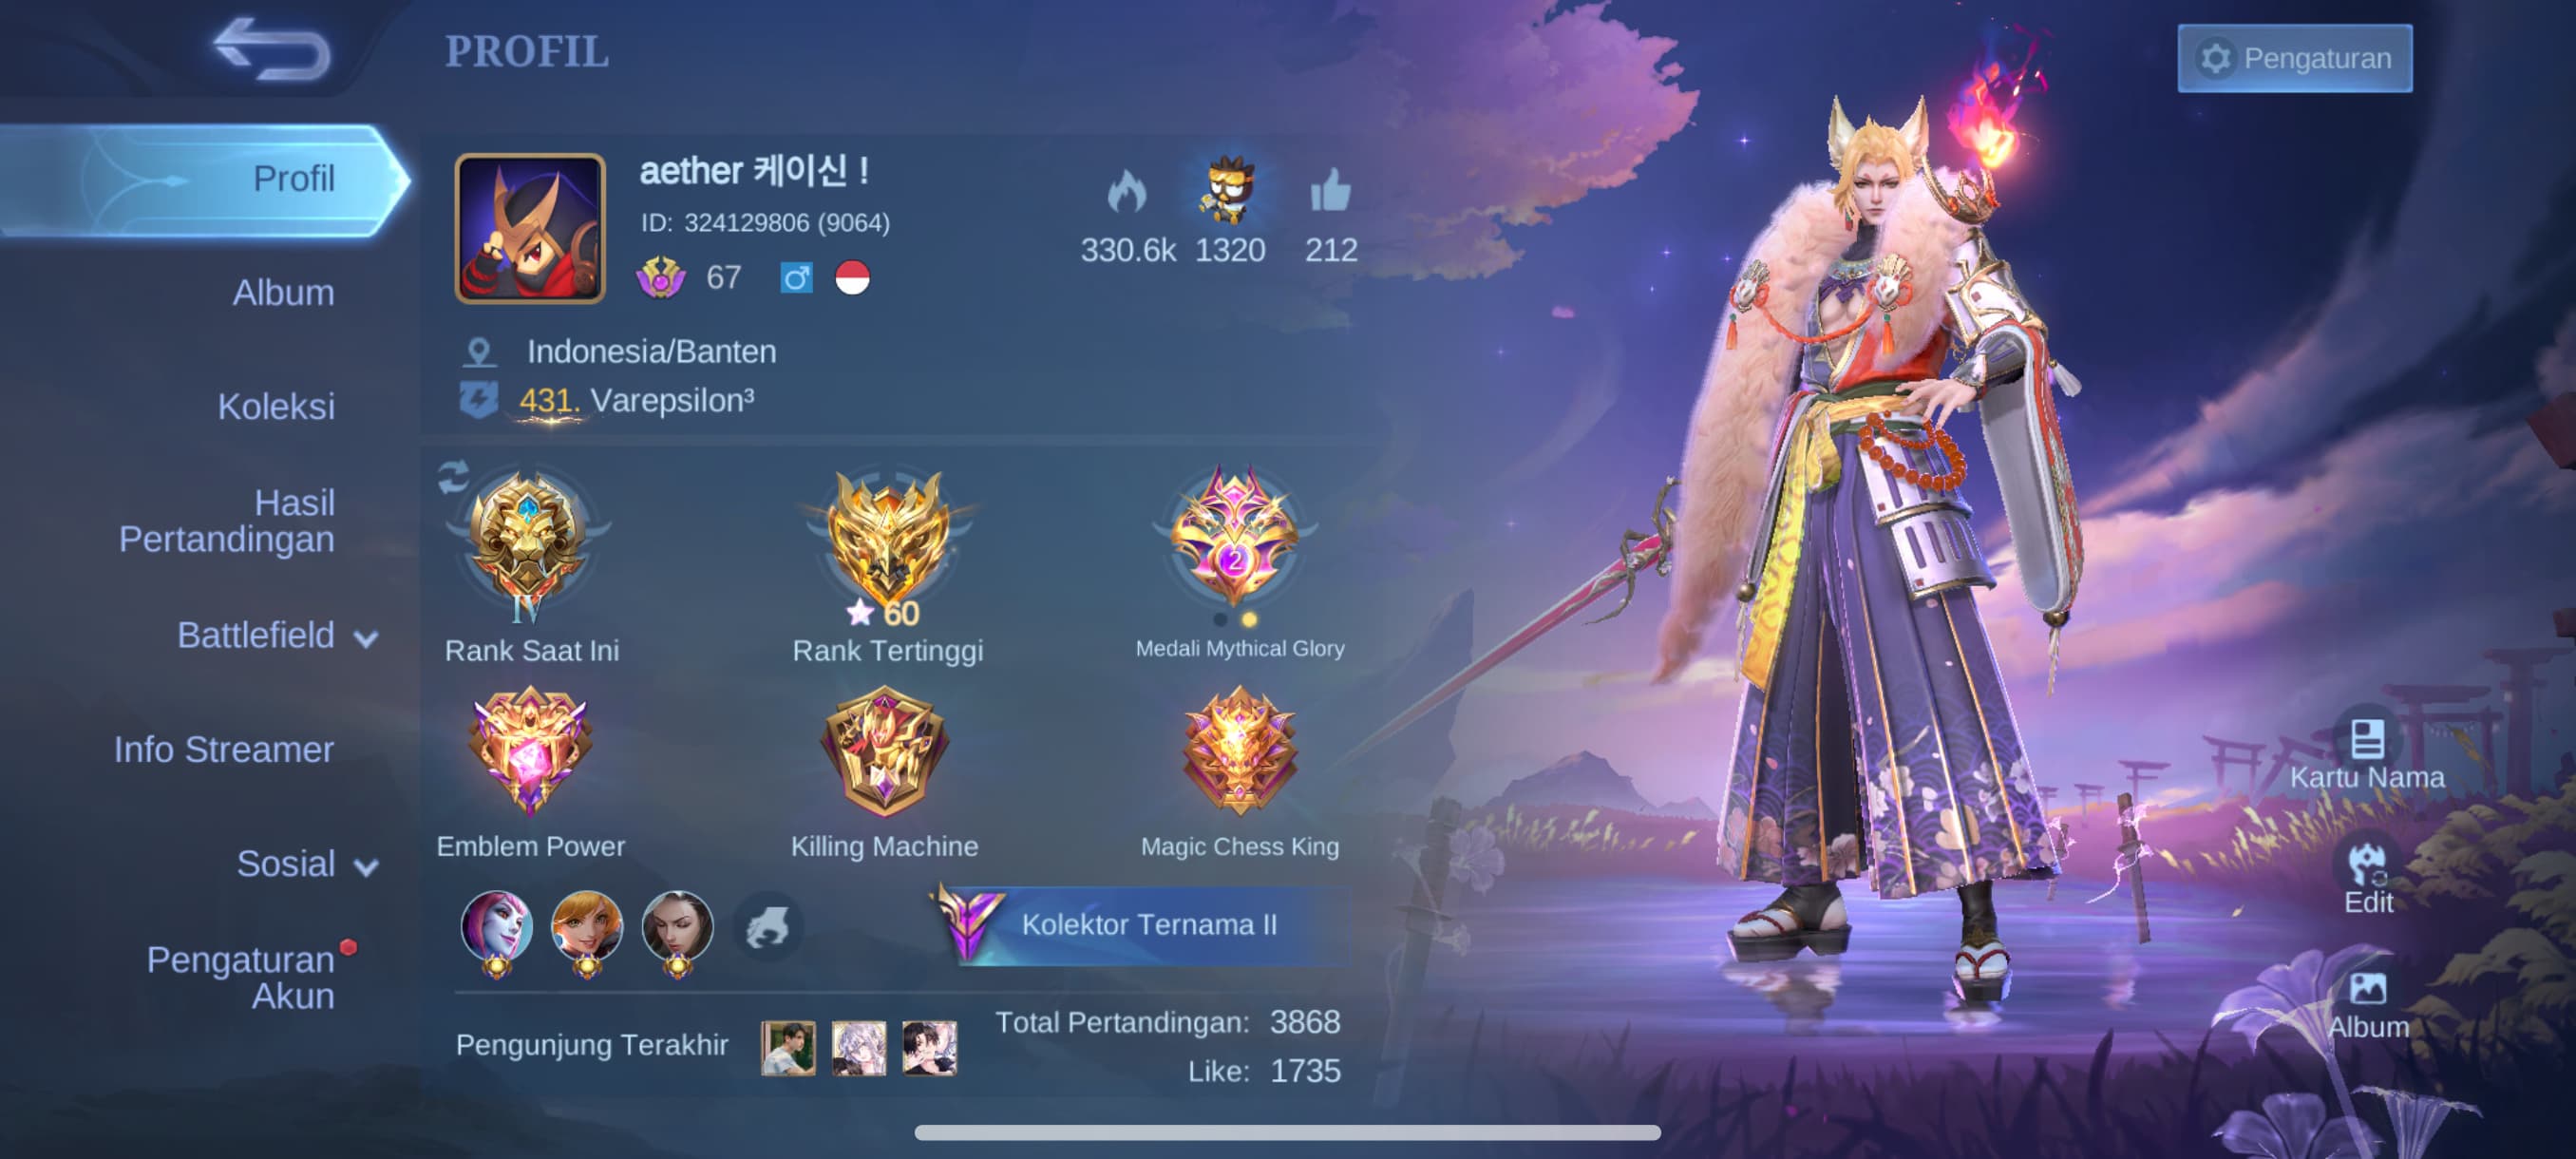 PROFIL
Pengaturan
Profil
Album
Koleksi
Hasil
Pertandingan
Battlefield
Info Streamer
Sosial
Pengaturan
Akun
aether 케이신 !
ID: 324129806 (9064)
67
330.6k
1320
212
Indonesia/Banten
431. Varepsilon³
IV
Rank Saat Ini
60
Rank Tertinggi
2
Medali Mythical Glory
Emblem Power
Killing Machine
Magic Chess King
Kolektor Ternama II
Pengunjung Terakhir
Total Pertandingan: 3868
Like: 1735
Kartu Nama
Edit
Album